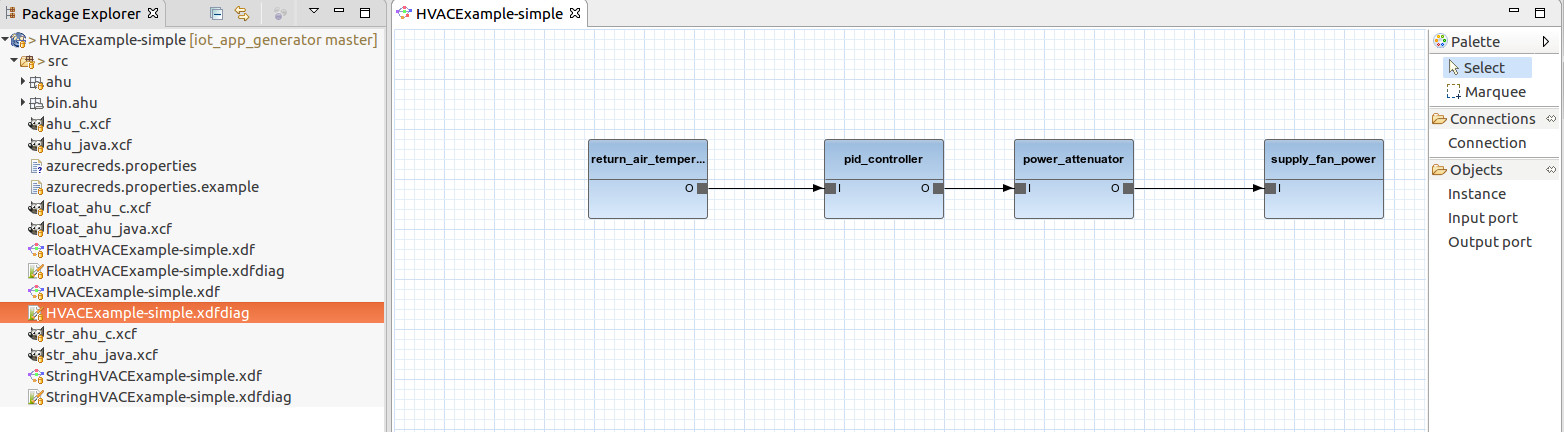 Package Explorer
> HVACExample-simple [iot_app_generator master]
> src
ahu
bin.ahu
ahu_c.xcf
ahu_java.xcf
azurecreds.properties
azurecreds.properties.example
float_ahu_c.xcf
float_ahu_java.xcf
FloatHVACExample-simple.xdf
FloatHVACExample-simple.xdfdiag
HVACExample-simple.xdf
HVACExample-simple.xdfdiag
str_ahu_c.xcf
str_ahu_java.xcf
StringHVACExample-simple.xdf
StringHVACExample-simple.xdfdiag
HVACExample-simple
return_air_temper...
O
pid_controller
I O
power_attenuator
I O
supply_fan_power
I
Palette
Select
Marquee
Connections
Connection
Objects
Instance
Input port
Output port